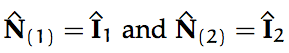 N̂₍₁₎ = Î₁ and N̂₍₂₎ = Î₂